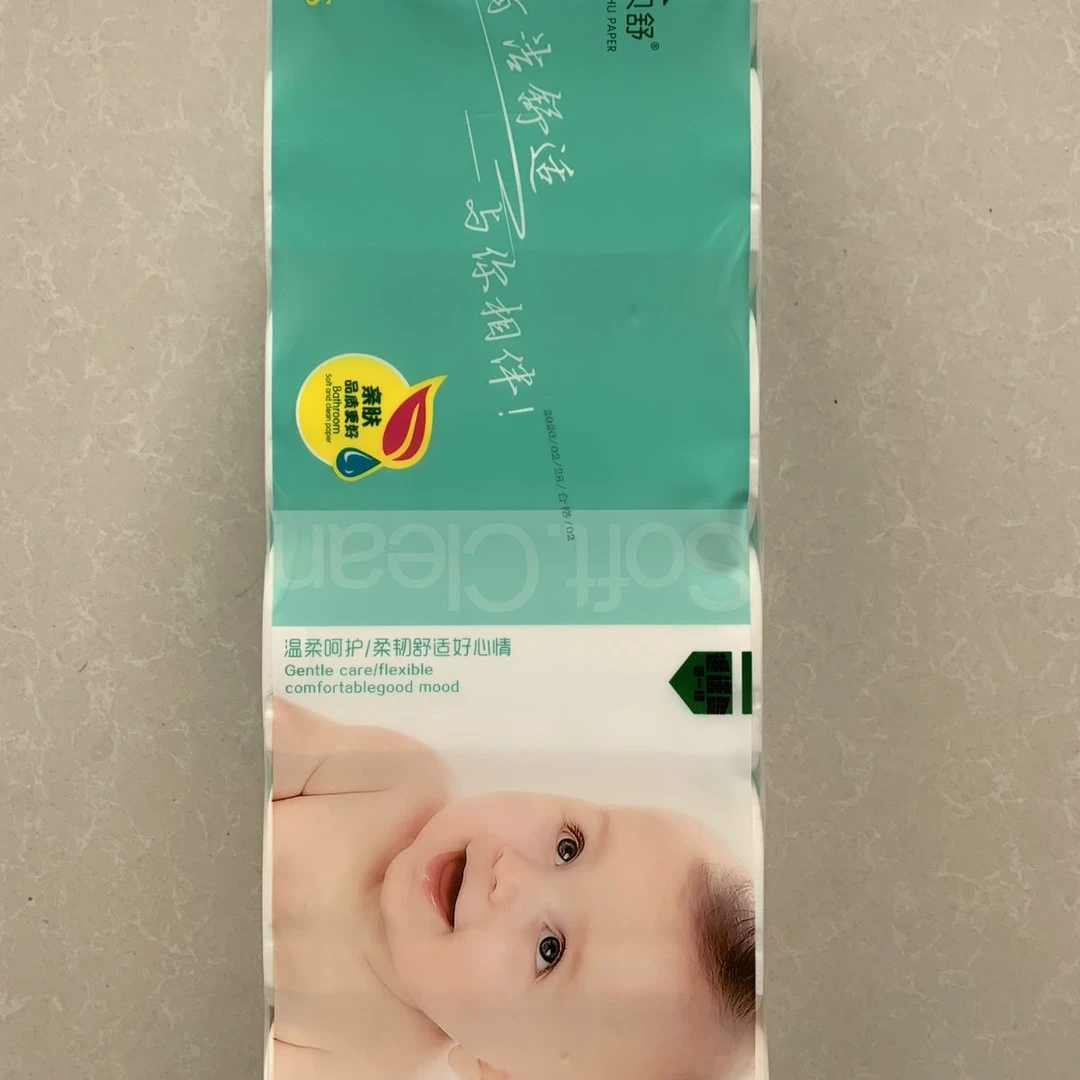 舒®
HU PAPER
洁舒适
与你相伴!
亲肤
品质更好
Bathroom
Soft and clean paper
2020/02/28/合格/02
Soft.Clean
温柔呵护/柔韧舒适好心情
Gentle care/flexible
comfortablegood mood